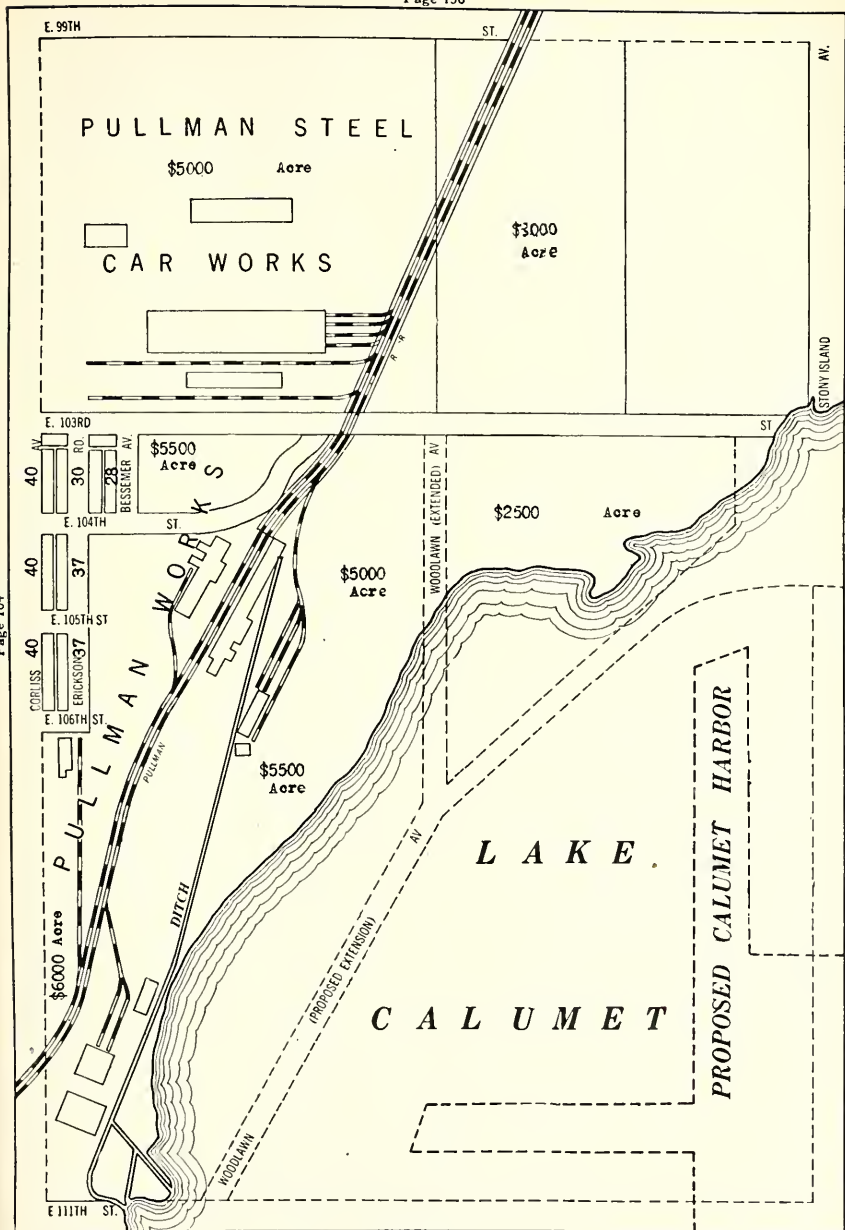 E. 99TH
ST.
AV.
PULLMAN STEEL
$5000 Acre
$3000
Acre
CAR WORKS
R R
STONY ISLAND
E. 103RD
ST
AV
RD.
AV.
40
30
28
BESSEMER
$5500
Acre
WOODLAWN (EXTENDED) AV
$2500 Acre
E. 104TH
ST.
40
37
$5000
Acre
E. 105TH ST
40
37
CORLISS
ERICKSON
E. 106TH ST.
PULLMAN WORKS
PULLMAN
$5500
Acre
LAKE
CALUMET
PROPOSED CALUMET HARBOR
AV
(PROPOSED EXTENSION)
WOODLAWN
DITCH
$6000 Acre
E 111TH ST.